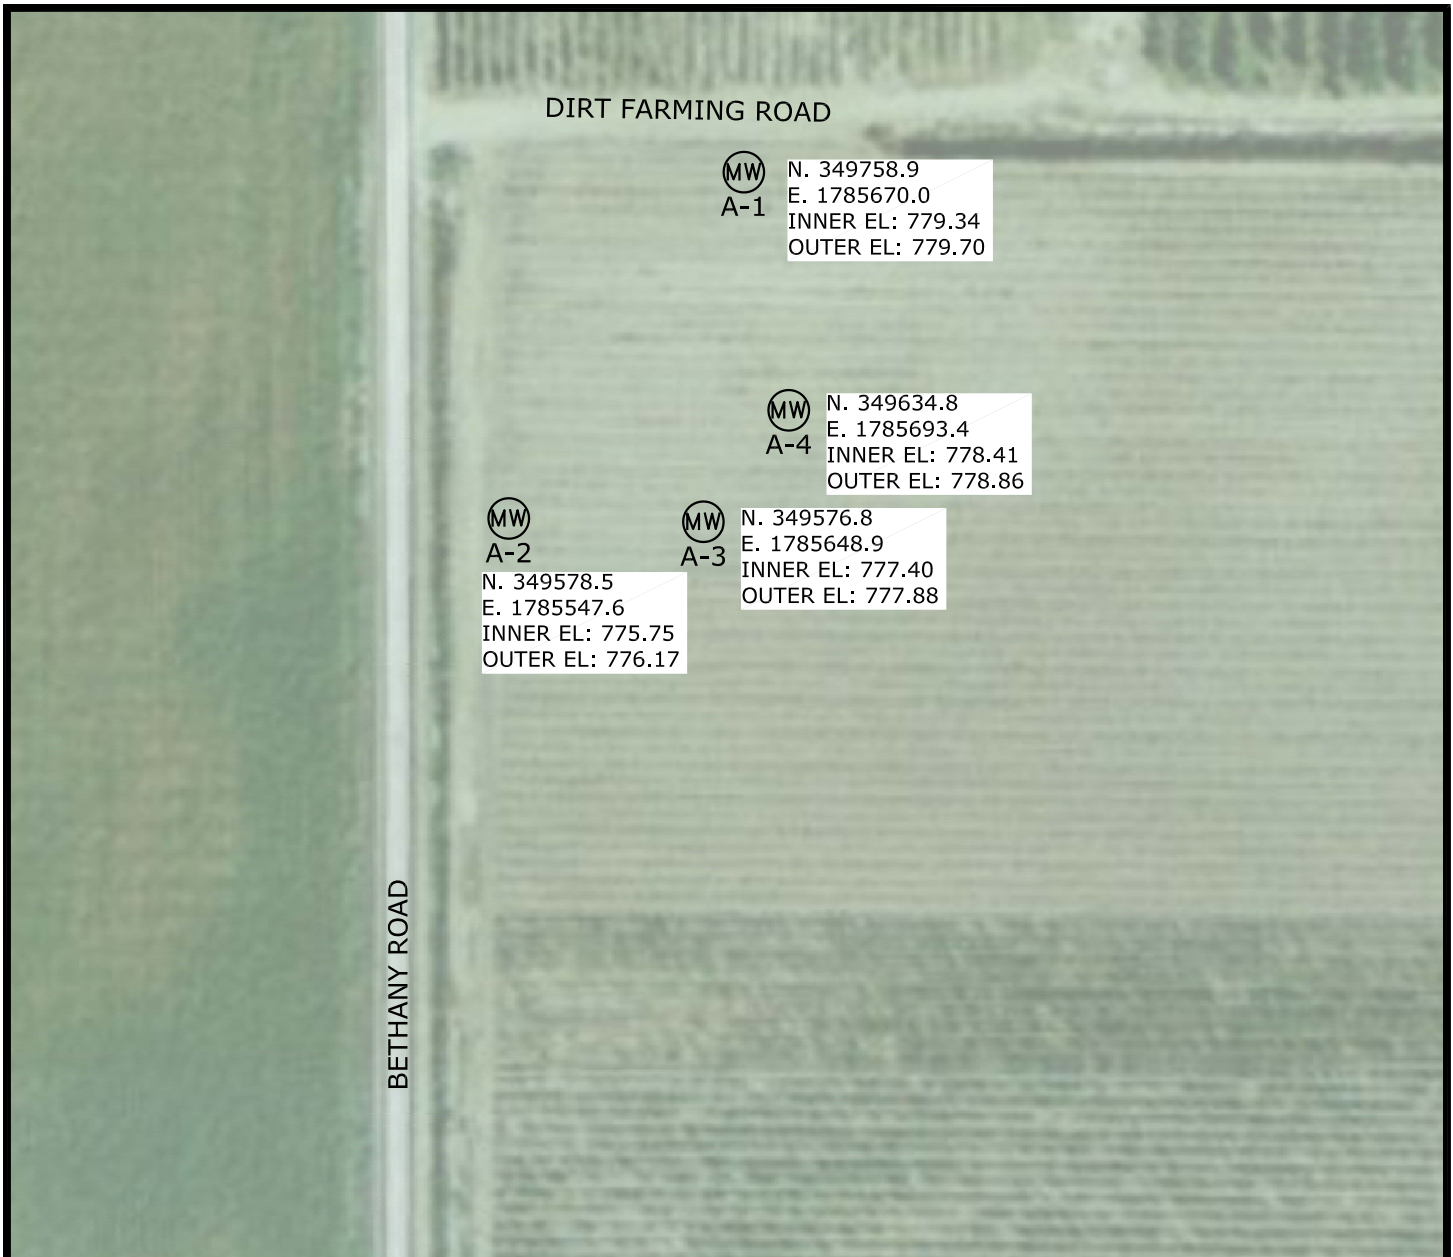 DIRT FARMING ROAD
MW
A-1
N. 349758.9
E. 1785670.0
INNER EL: 779.34
OUTER EL: 779.70
MW
A-4
N. 349634.8
E. 1785693.4
INNER EL: 778.41
OUTER EL: 778.86
MW
A-2
N. 349578.5
E. 1785547.6
INNER EL: 775.75
OUTER EL: 776.17
MW
A-3
N. 349576.8
E. 1785648.9
INNER EL: 777.40
OUTER EL: 777.88
BETHANY ROAD